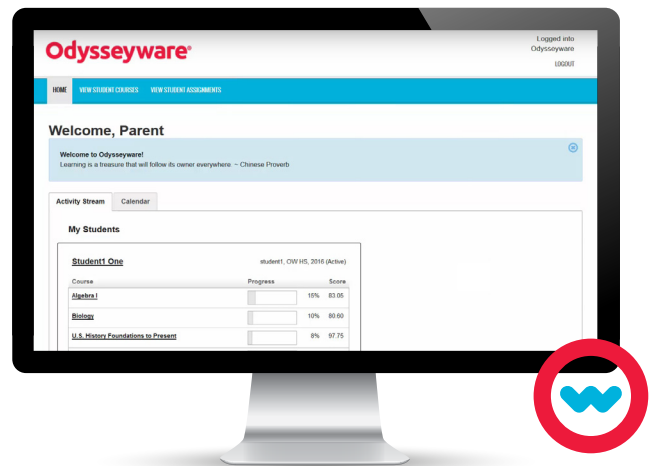 Odysseyware®
Logged into
Odysseyware
LOGOUT
HOME VIEW STUDENT COURSES VIEW STUDENT ASSIGNMENTS
Welcome, Parent
Welcome to Odysseyware!
Learning is a treasure that will follow its owner everywhere. ~ Chinese Proverb
Activity Stream Calendar
My Students
Student1 One student1, OW HS, 2016 (Active)
Course Progress Score
Algebra I 15% 83.05
Biology 10% 80.60
U.S. History Foundations to Present 8% 97.75